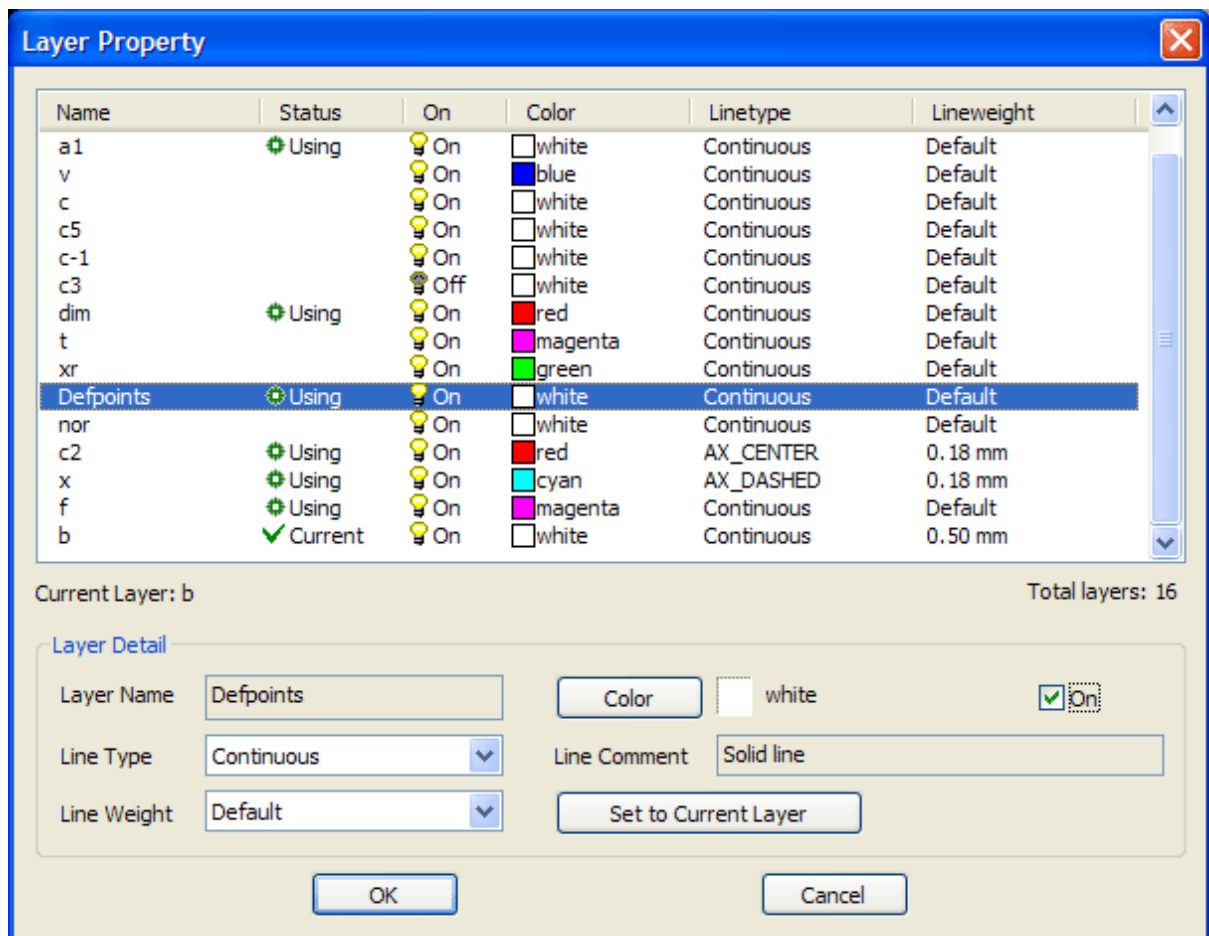 Layer Property
Name Status On Color Linetype Lineweight
a1 Using On white Continuous Default
v On blue Continuous Default
c On white Continuous Default
c5 On white Continuous Default
c-1 On white Continuous Default
c3 Off white Continuous Default
dim Using On red Continuous Default
t On magenta Continuous Default
xr On green Continuous Default
Defpoints Using On white Continuous Default
nor On white Continuous Default
c2 Using On red AX_CENTER 0.18 mm
x Using On cyan AX_DASHED 0.18 mm
f Using On magenta Continuous Default
b Current On white Continuous 0.50 mm
Current Layer: b Total layers: 16
Layer Detail
Layer Name Defpoints Color white On
Line Type Continuous Line Comment Solid line
Line Weight Default Set to Current Layer
OK Cancel